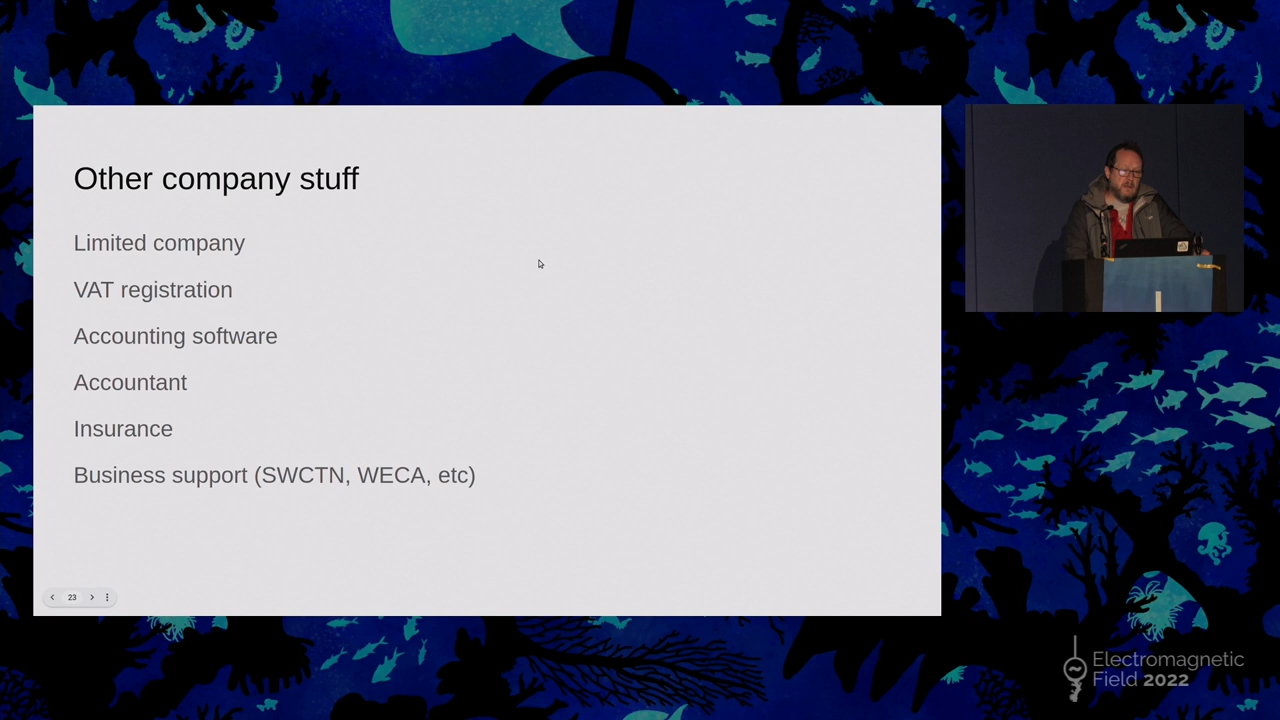 Other company stuff
Limited company
VAT registration
Accounting software
Accountant
Insurance
Business support (SWCTN, WECA, etc)
23
Electromagnetic
Field 2022